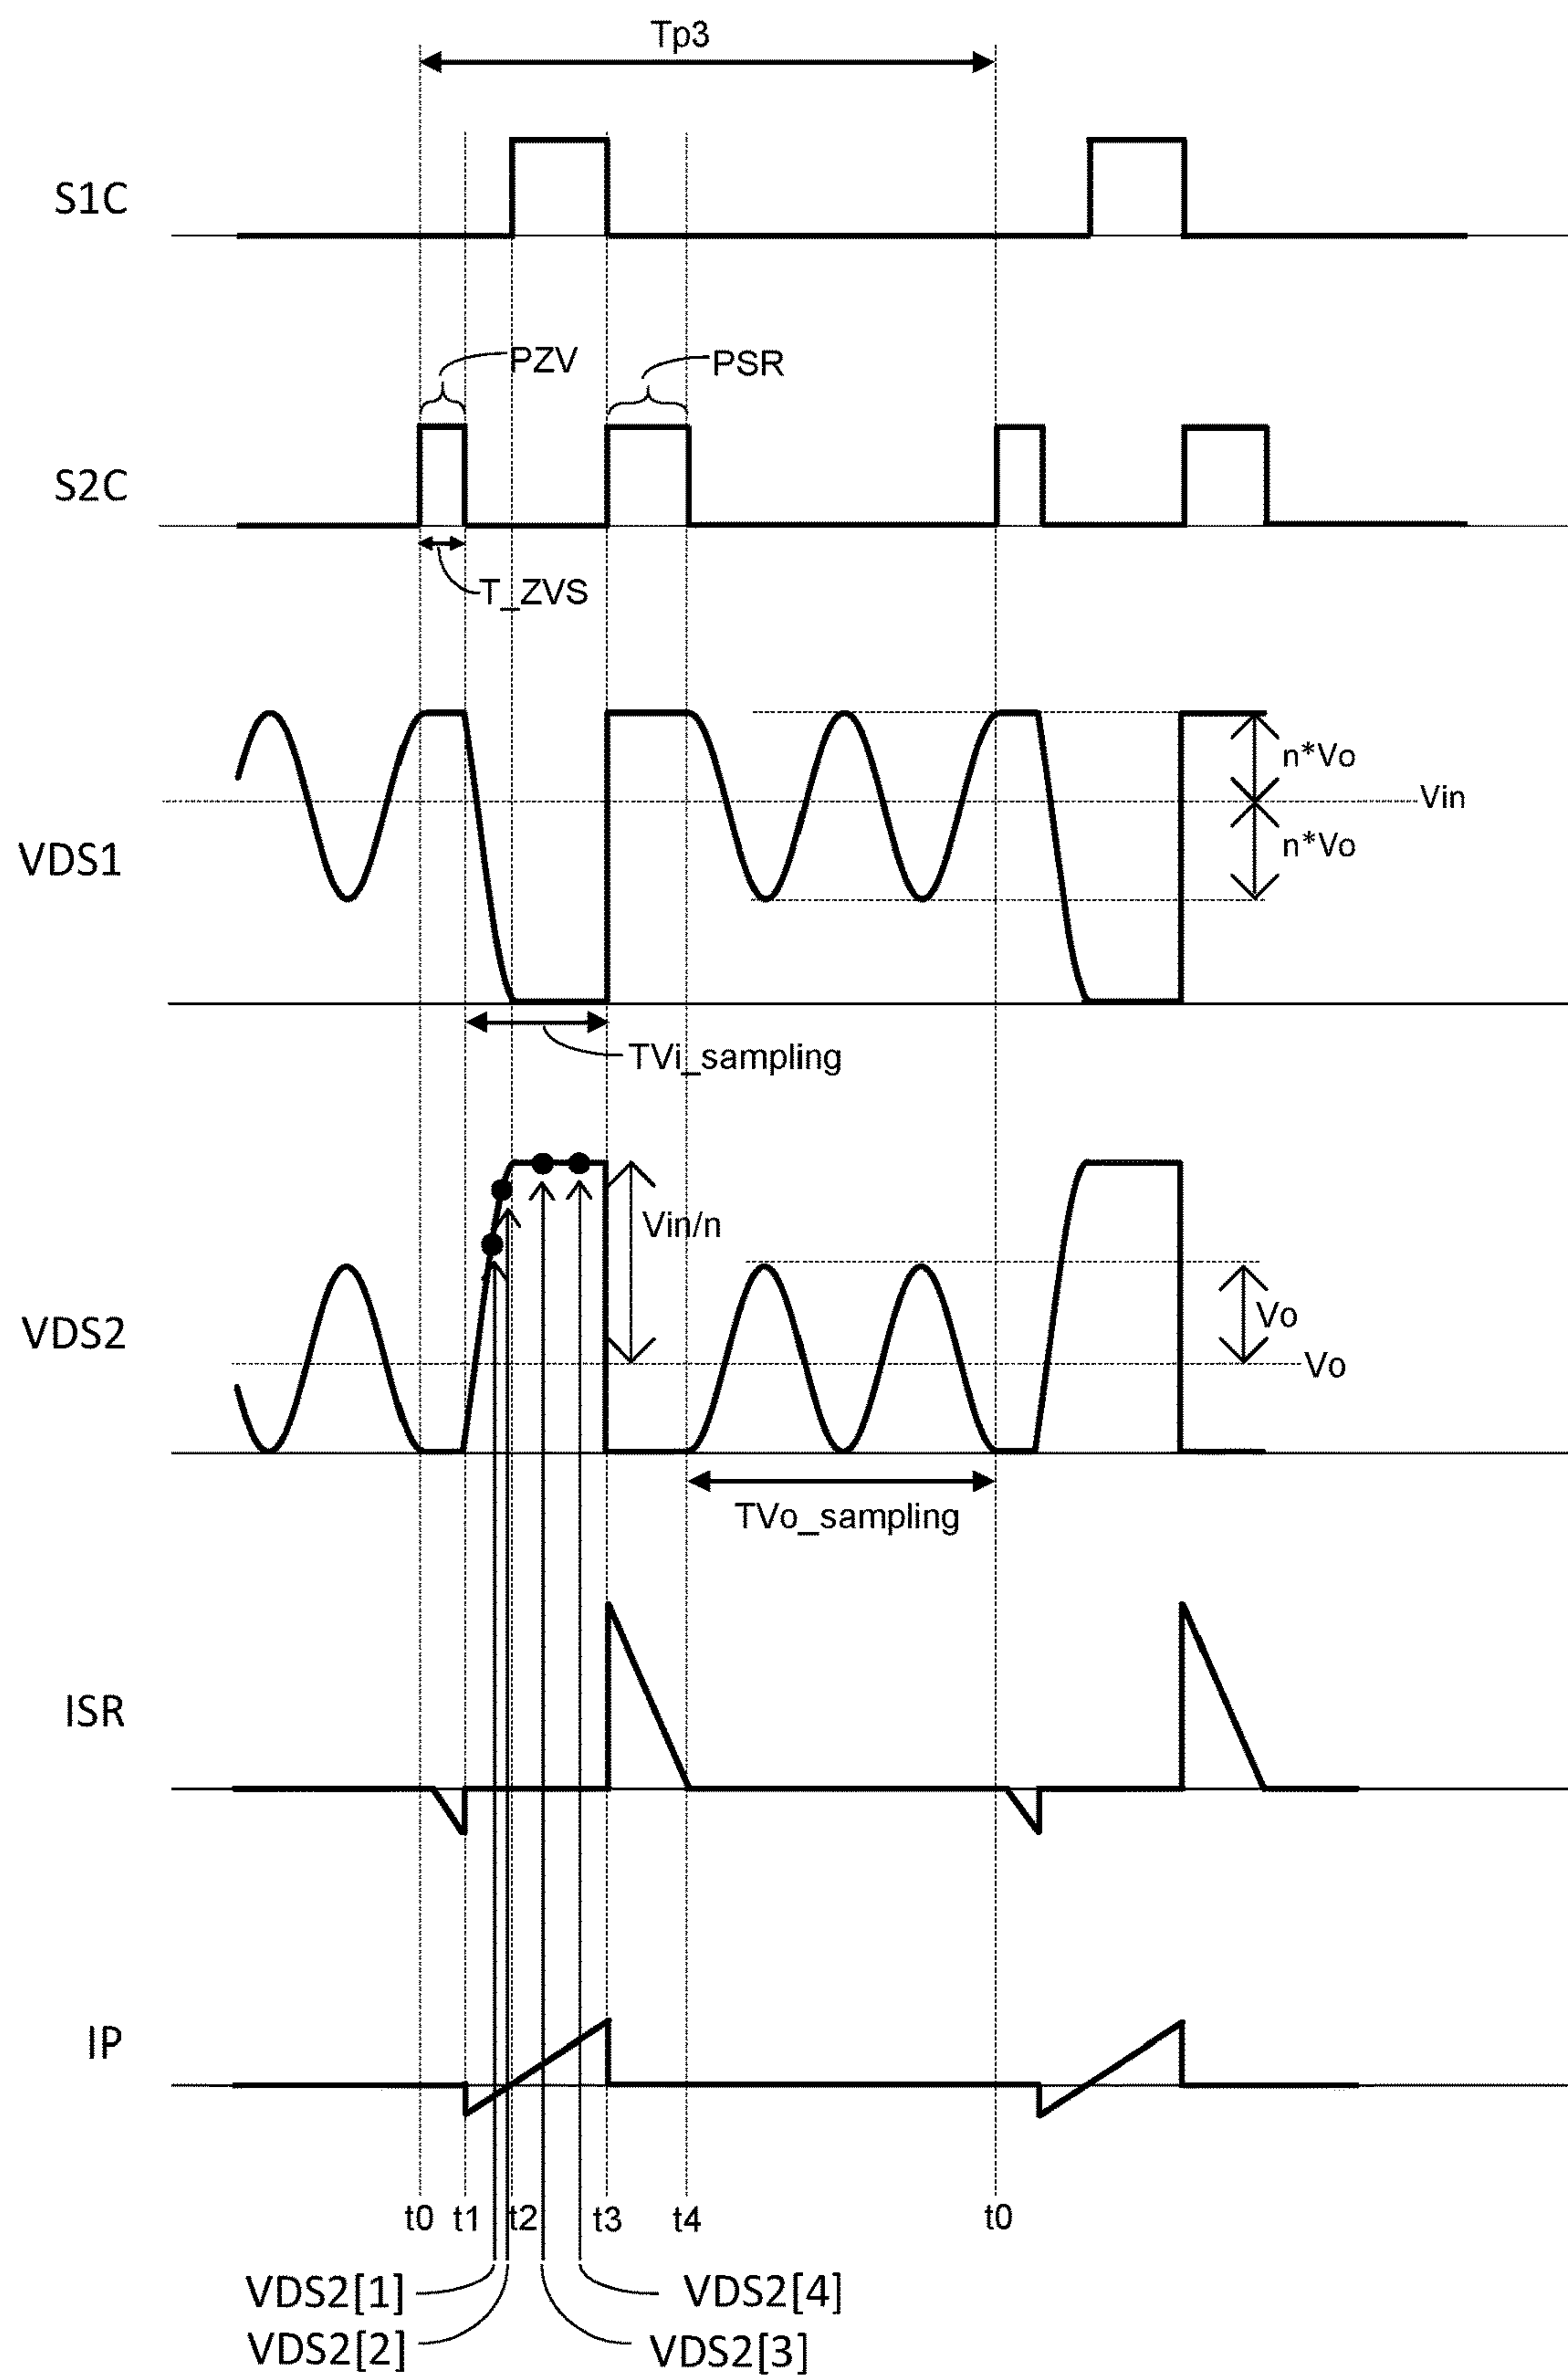 Tp3
S1C
PZV
PSR
S2C
T_ZVS
n*Vo
Vin
n*Vo
VDS1
TVi_sampling
Vin/n
Vo
VDS2
Vo
TVo_sampling
ISR
IP
t0 t1 t2 t3 t4 t0
VDS2[1] VDS2[4]
VDS2[2] VDS2[3]